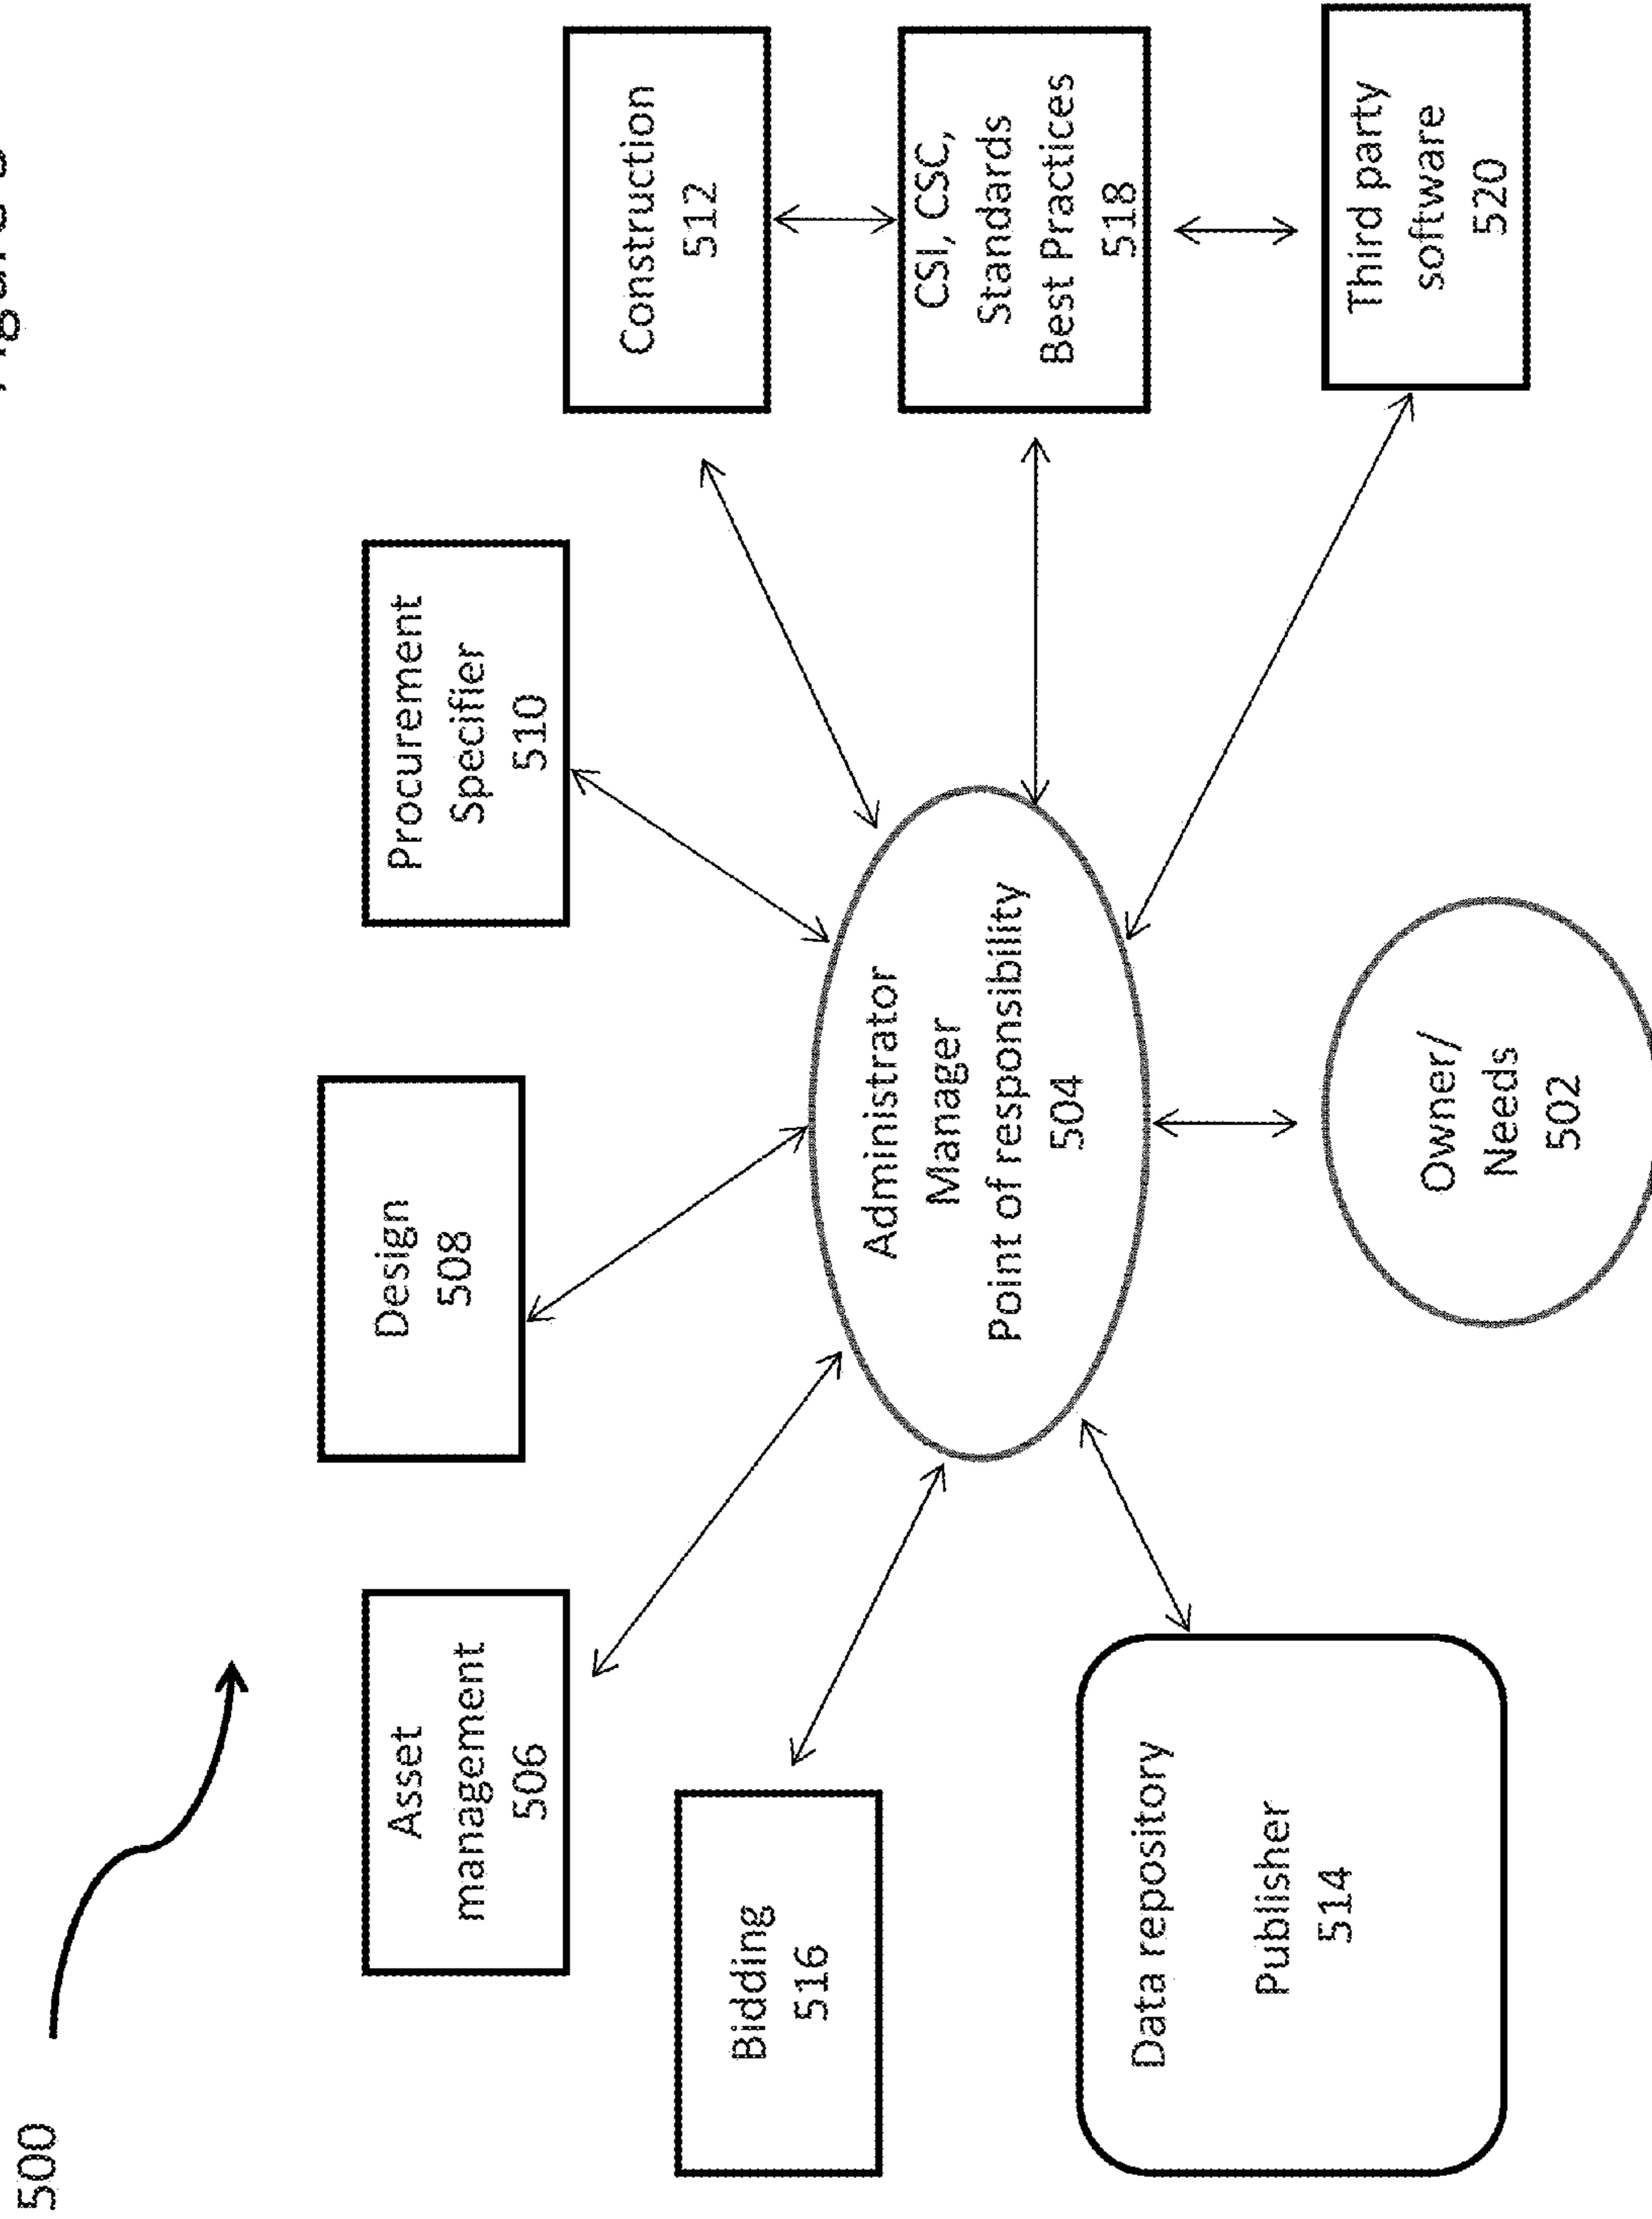 500
Asset
management
506
Design
508
Procurement
Specifier
510
Construction
512
Bidding
516
Administrator
Manager
Point of responsibility
504
CSI, CSC,
Standards
Best Practices
518
Data repository
Publisher
514
Owner/
Needs
502
Third party
software
520